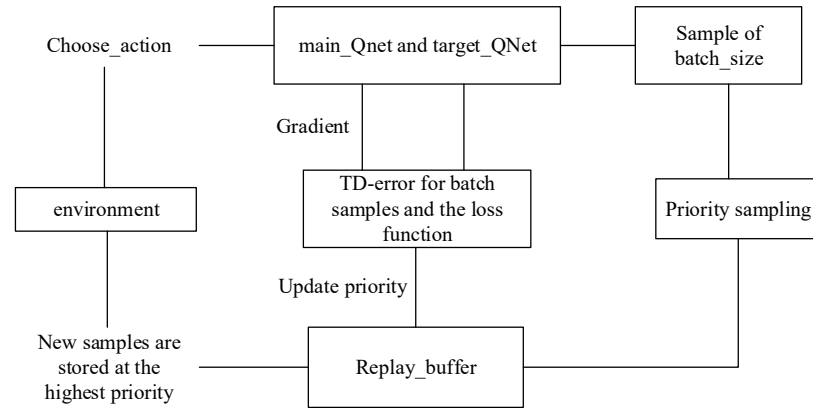 Choose_action
main_Qnet and target_QNet
Sample of
batch_size
Gradient
TD-error for batch
samples and the loss
function
environment
Priority sampling
Update priority
New samples are
stored at the
highest priority
Replay_buffer